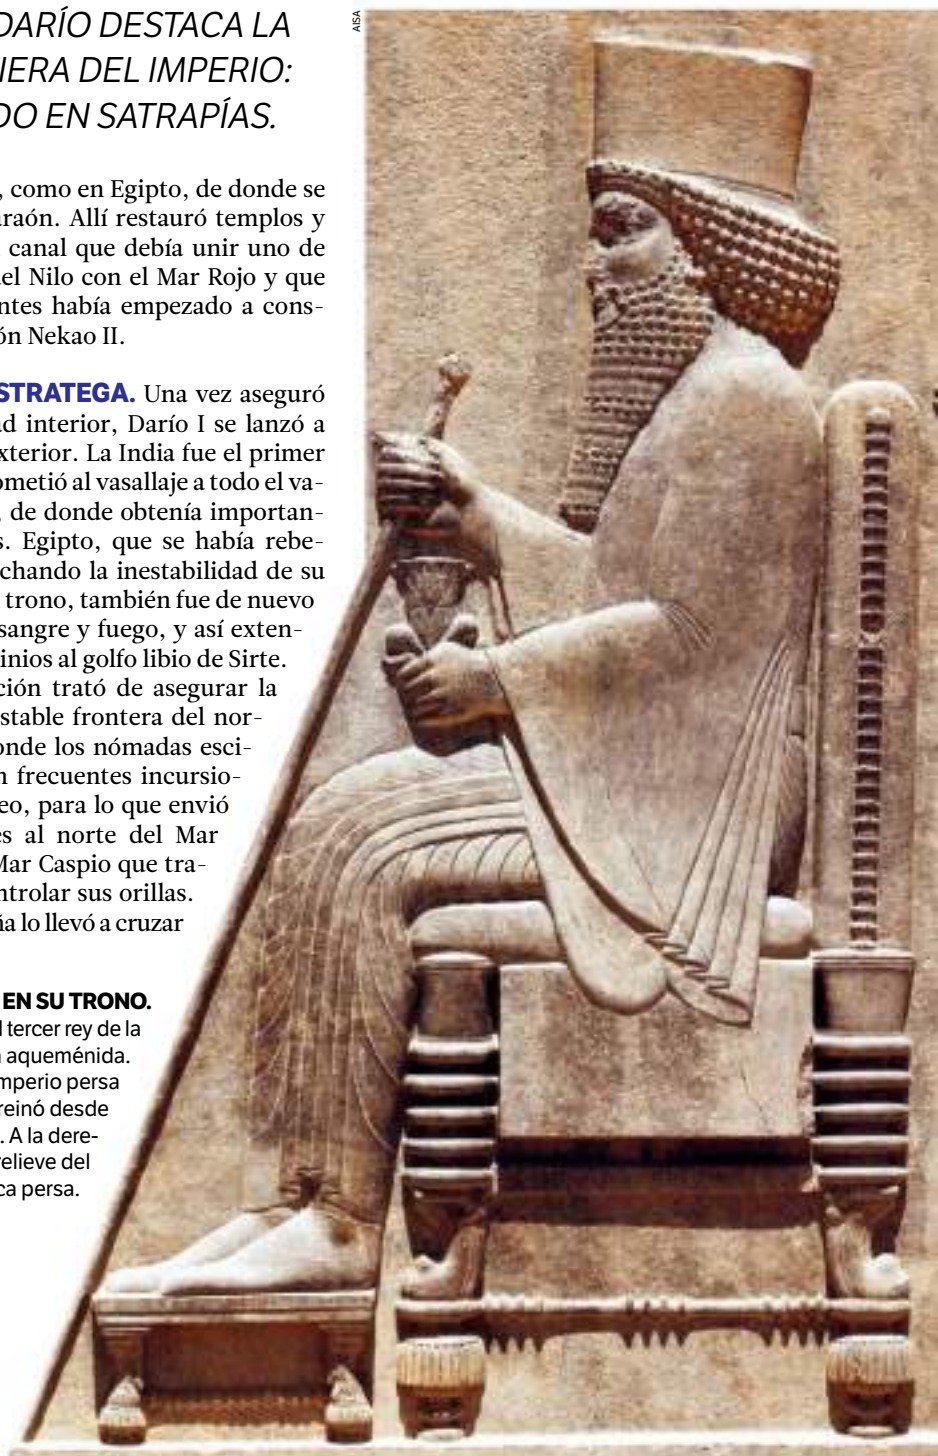 DARÍO DESTACA LA
IERA DEL IMPERIO:
DO EN SATRAPÍAS.
AISA
, como en Egipto, de donde se
araón. Allí restauró templos y
canal que debía unir uno de
el Nilo con el Mar Rojo y que
ntes había empezado a cons-
ón Nekao II.
STRATEGA. Una vez aseguró
ad interior, Darío I se lanzó a
xterior. La India fue el primer
ometió al vasallaje a todo el va-
, de donde obtenía importan-
s. Egipto, que se había rebe-
chando la inestabilidad de su
trono, también fue de nuevo
sangre y fuego, y así exten-
inios al golfo libio de Sirte.
ción trató de asegurar la
stable frontera del nor-
onde los nómadas esci-
n frecuentes incursio-
eo, para lo que envió
es al norte del Mar
Mar Caspio que tra-
ntrolar sus orillas.
ña lo llevó a cruzar
EN SU TRONO.
l tercer rey de la
a aqueménida.
mperio persa
reinó desde
. A la dere-
relieve del
ca persa.